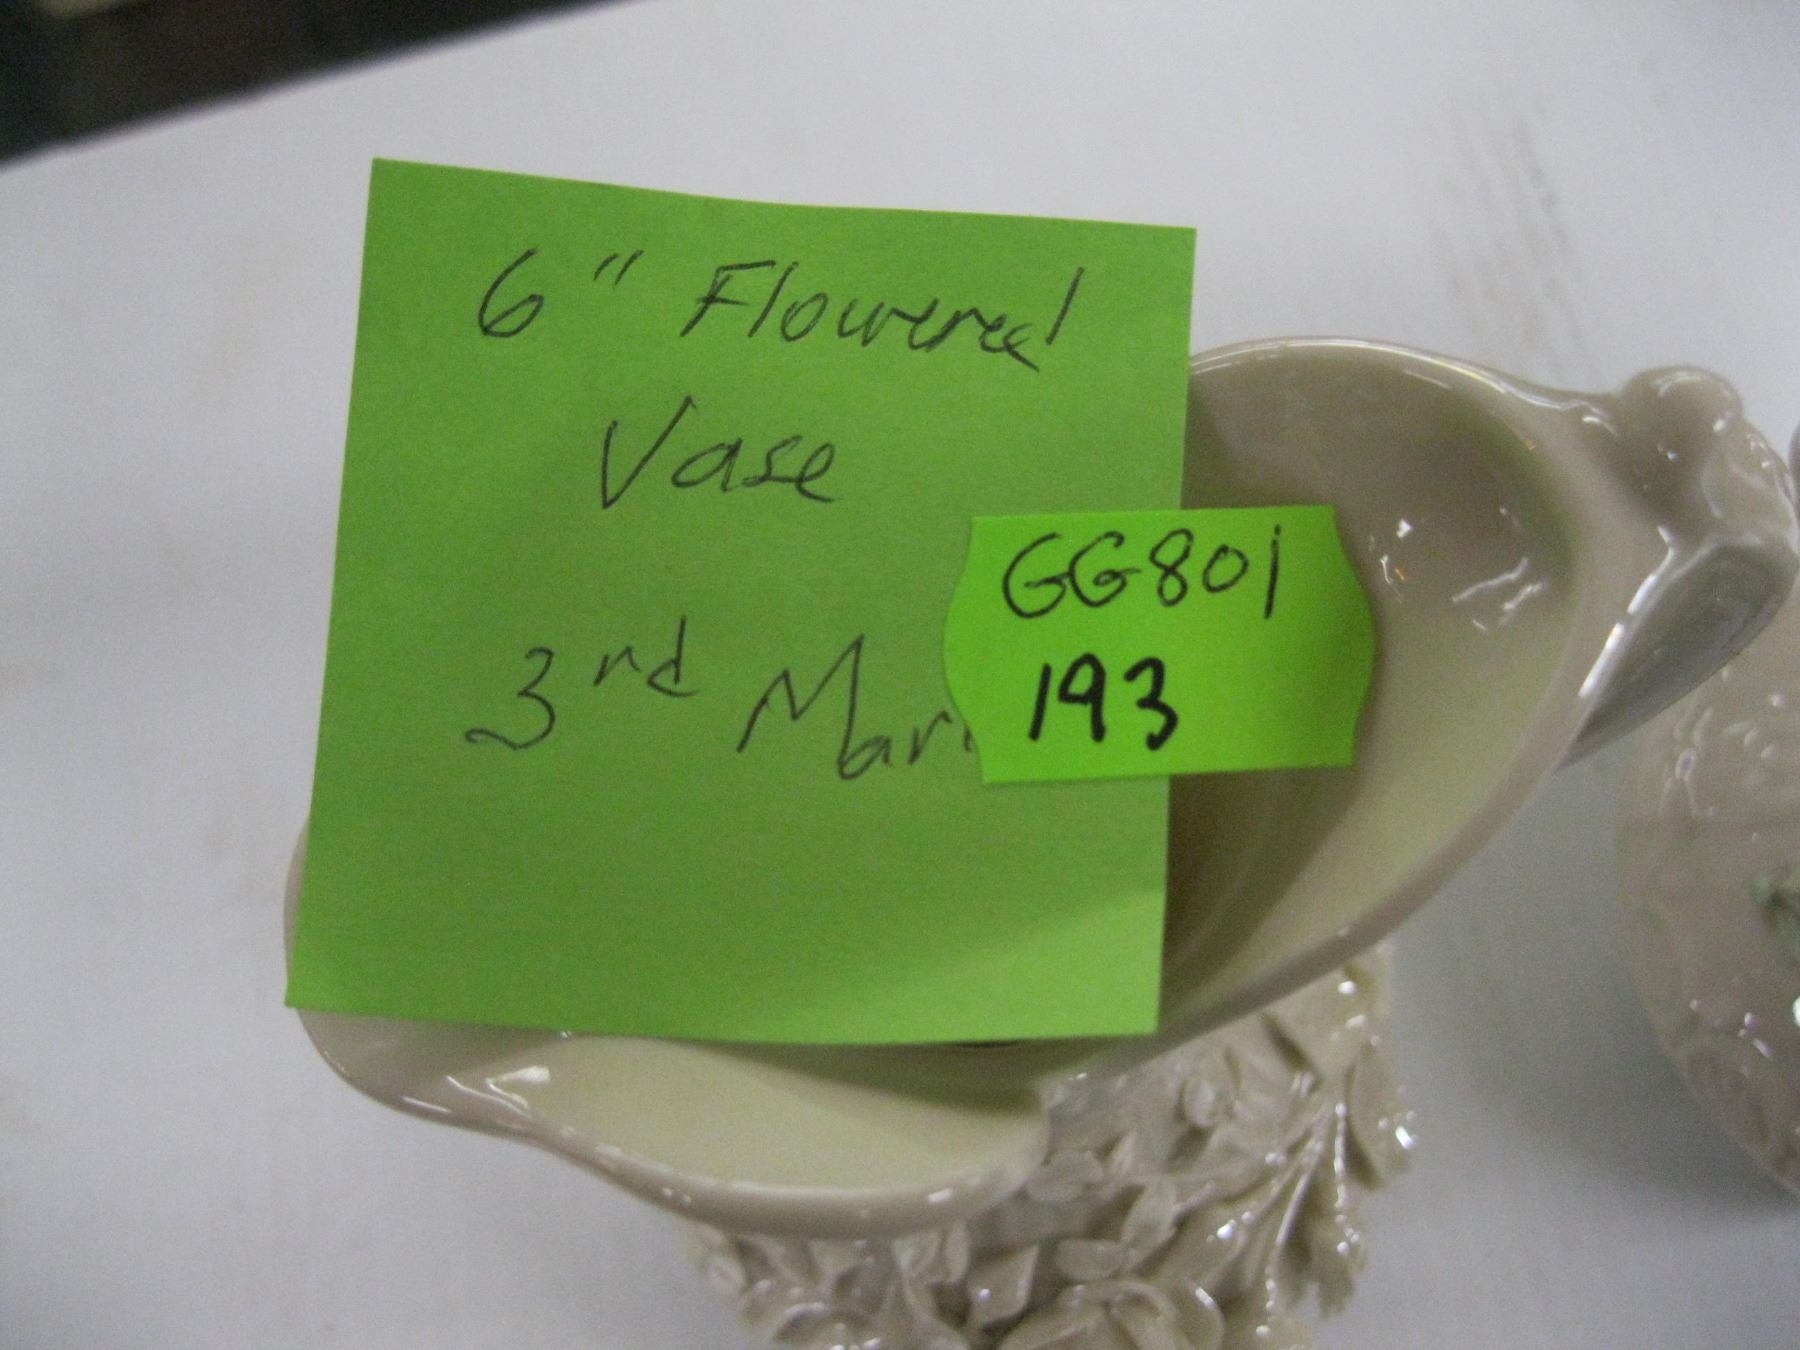 6" Flowered
Vase
3rd Mar
GG801
193